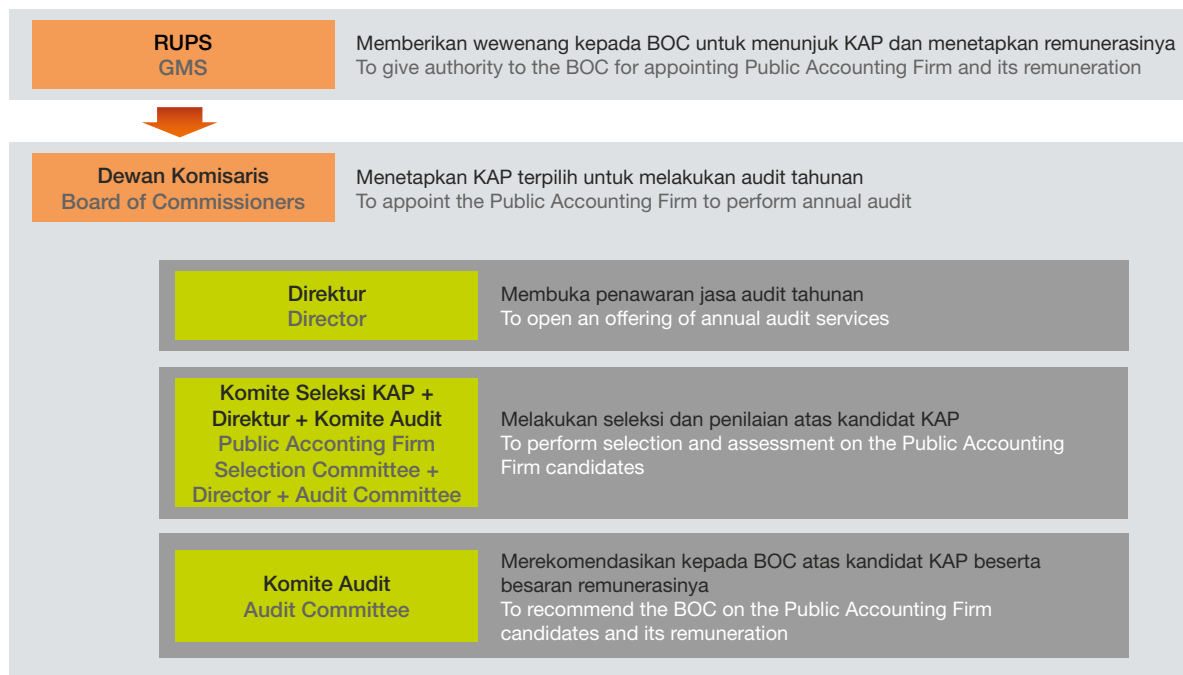 RUPS
GMS
Memberikan wewenang kepada BOC untuk menunjuk KAP dan menetapkan remunerasinya
To give authority to the BOC for appointing Public Accounting Firm and its remuneration
Dewan Komisaris
Board of Commissioners
Menetapkan KAP terpilih untuk melakukan audit tahunan
To appoint the Public Accounting Firm to perform annual audit
Direktur
Director
Membuka penawaran jasa audit tahunan
To open an offering of annual audit services
Komite Seleksi KAP +
Direktur + Komite Audit
Public Acconting Firm
Selection Committee +
Director + Audit Committee
Melakukan seleksi dan penilaian atas kandidat KAP
To perform selection and assessment on the Public Accounting
Firm candidates
Komite Audit
Audit Committee
Merekomendasikan kepada BOC atas kandidat KAP beserta
besaran remunerasinya
To recommend the BOC on the Public Accounting Firm
candidates and its remuneration